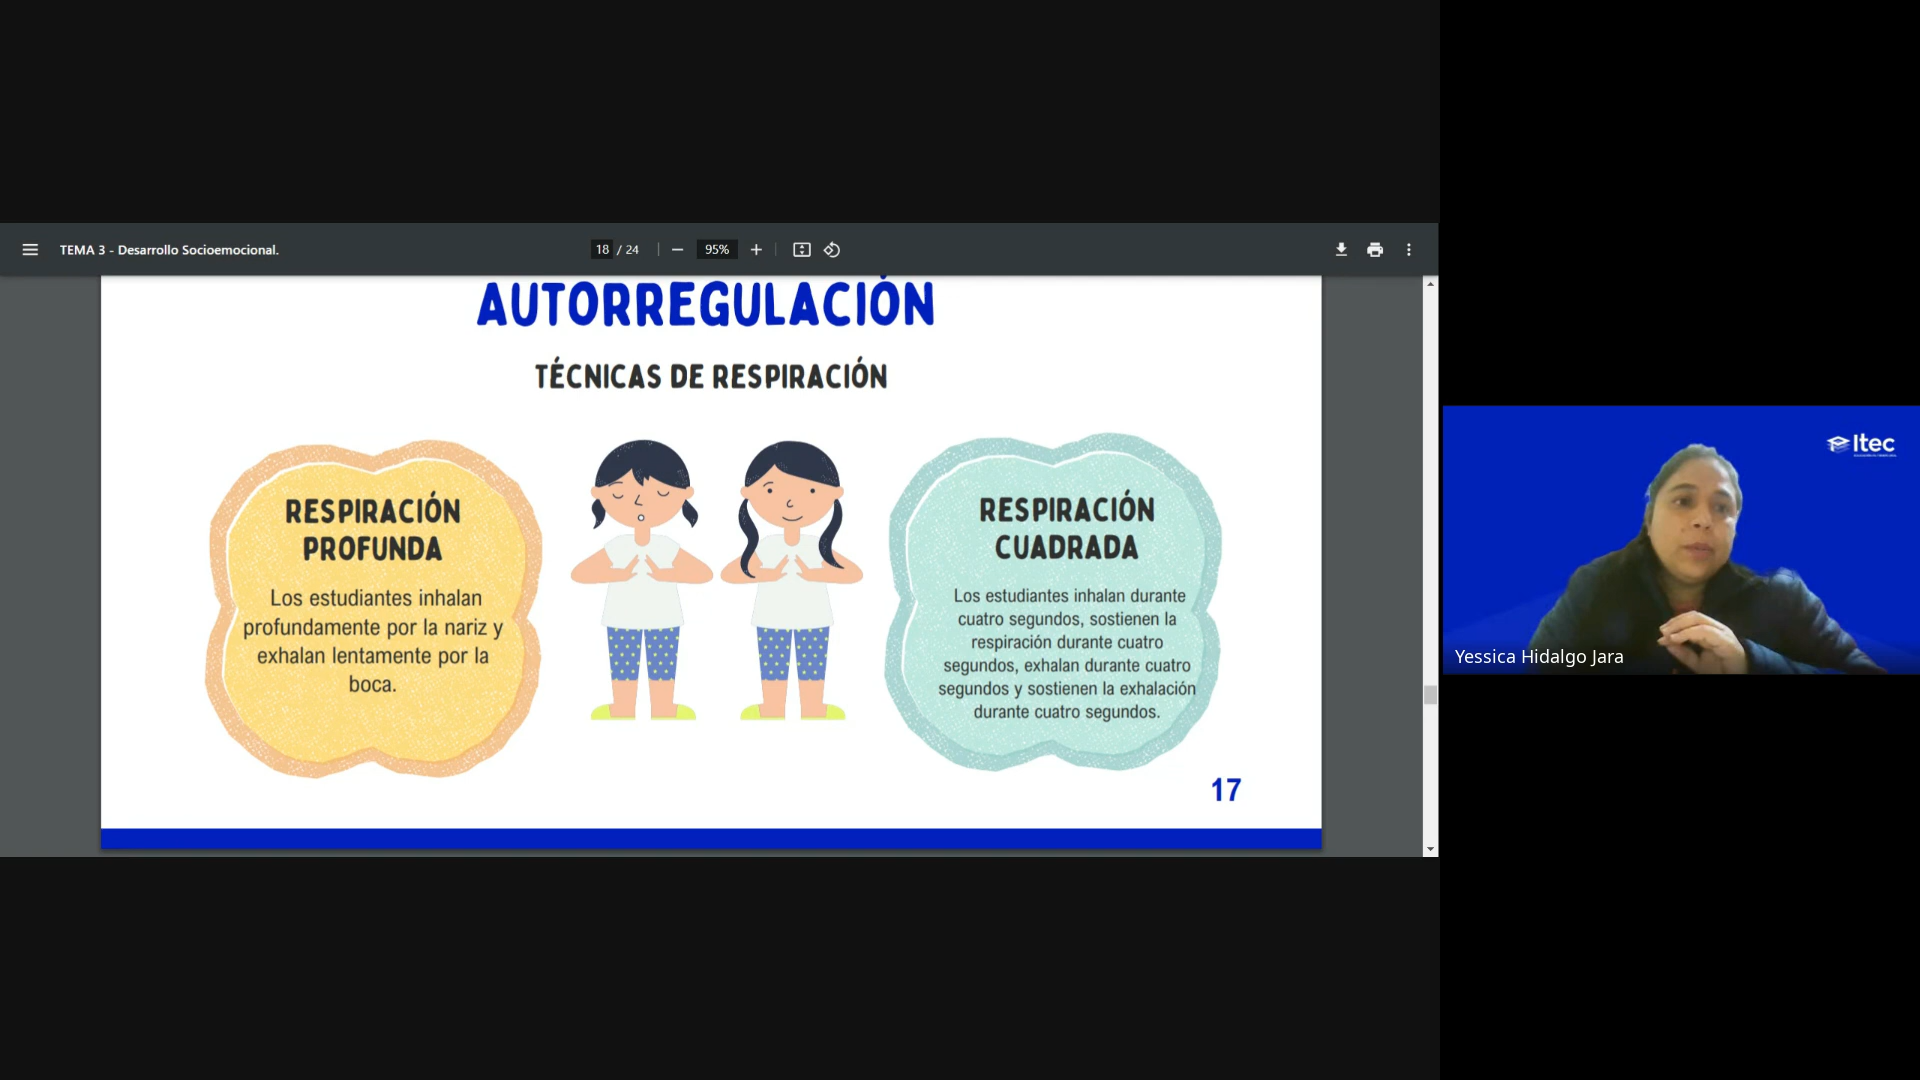 TEMA 3 - Desarrollo Socioemocional.
18 / 24
95%
AUTORREGULACIÓN
TÉCNICAS DE RESPIRACIÓN
RESPIRACIÓN
PROFUNDA
Los estudiantes inhalan
profundamente por la nariz y
exhalan lentamente por la
boca.
RESPIRACIÓN
CUADRADA
Los estudiantes inhalan durante
cuatro segundos, sostienen la
respiración durante cuatro
segundos, exhalan durante cuatro
segundos y sostienen la exhalación
durante cuatro segundos.
17
Itec
Yessica Hidalgo Jara